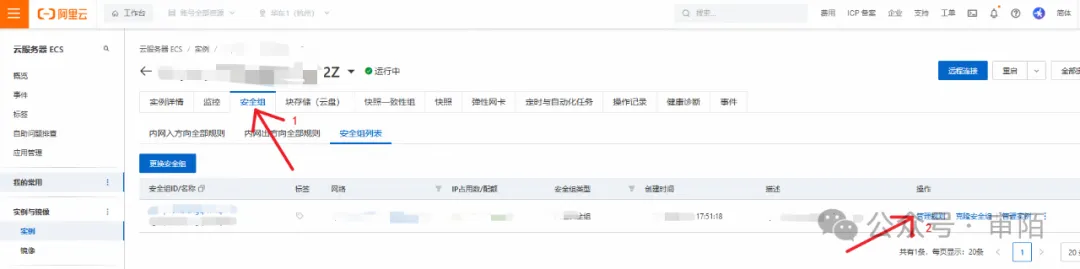 阿里云 工作台 账号全部资源 华东1（杭州） 搜索... 费用 ICP 备案 企业 支持 工单 简体
云服务器 ECS 云服务器 ECS / 实例 /
概览 2Z 运行中 远程连接 重启 全部
事件 实例详情 监控 安全组 块存储（云盘） 快照一致性组 快照 弹性网卡 定时与自动化任务 操作记录 健康诊断 事件
标签 1
自助问题排查 内网入方向全部规则 内网出方向全部规则 安全组列表
应用管理
更换安全组
我的常用
安全组ID/名称 标签 网络 IP占用数/配额 安全组类型 创建时间 描述 操作
实例与镜像 全组 17:51:18 管理规则 克隆安全组 管理实例
实例 2 公众号 · 审陌
镜像 共有1条，每页显示：20条 1 20